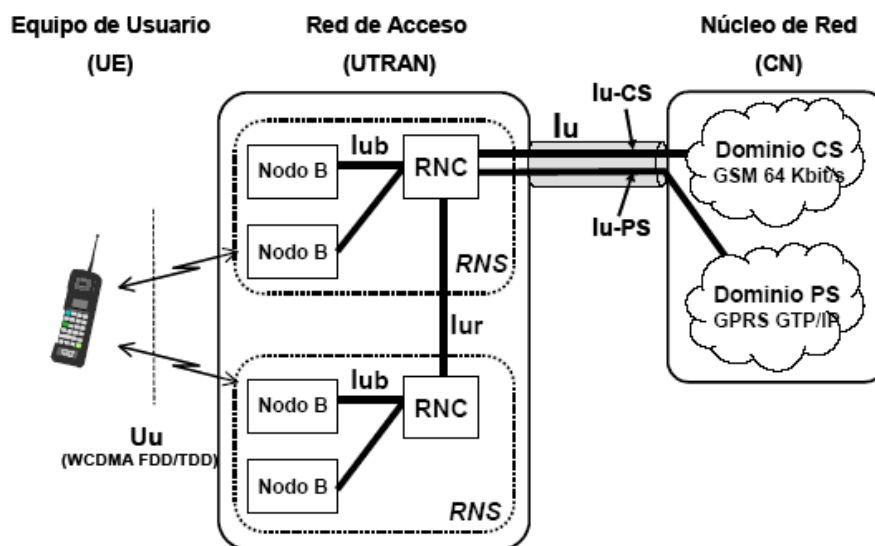 Equipo de Usuario
(UE)
Red de Acceso
(UTRAN)
Núcleo de Red
(CN)
Iu-CS
Iu
Iu-PS
Iub
Nodo B
RNC
Nodo B
RNS
Dominio CS
GSM 64 Kbit/s
Dominio PS
GPRS GTP/IP
Iur
Iub
Nodo B
RNC
Nodo B
RNS
Uu
(WCDMA FDD/TDD)